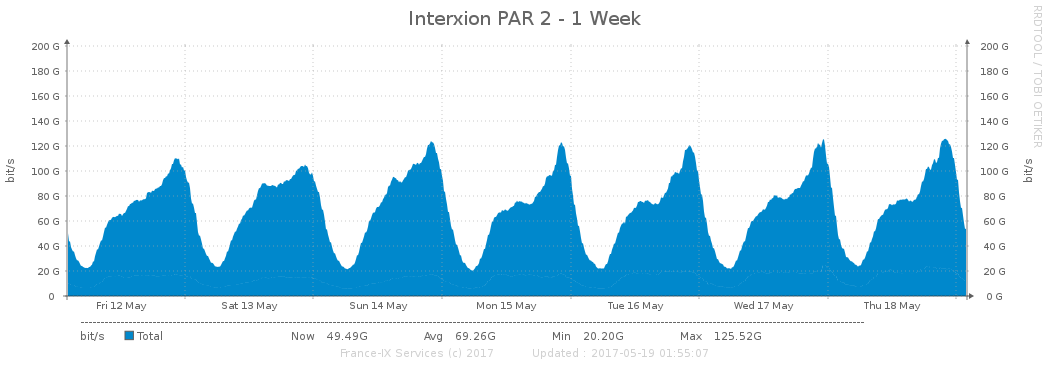 Interxion PAR 2 - 1 Week
RRDTOOL / TOBI OETIKER
200 G 200 G
180 G 180 G
160 G 160 G
140 G 140 G
120 G 120 G
100 G 100 G
80 G 80 G
60 G 60 G
40 G 40 G
20 G 20 G
0 0 G
bit/s bit/s
Fri 12 May Sat 13 May Sun 14 May Mon 15 May Tue 16 May Wed 17 May Thu 18 May
bit/s Total Now 49.49G Avg 69.26G Min 20.20G Max 125.52G
France-IX Services (c) 2017 Updated : 2017-05-19 01:55:07